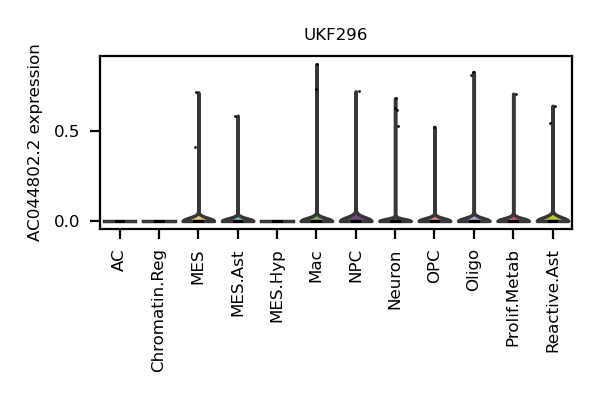 UKF296
AC044802.2 expression
0.5
0.0
AC
Chromatin.Reg
MES
MES.Ast
MES.Hyp
Mac
NPC
Neuron
OPC
Oligo
Prolif.Metab
Reactive.Ast